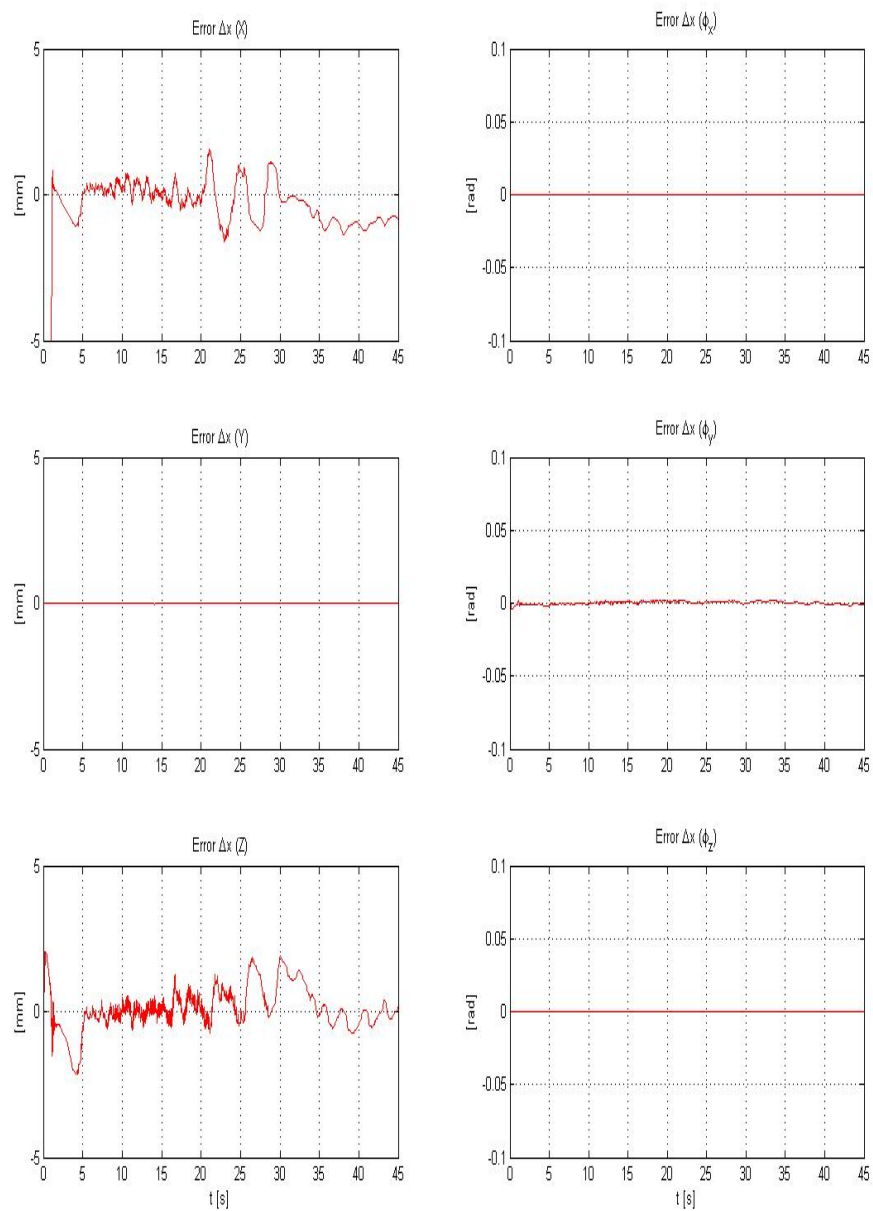 Error Δx (X)
5
0
-5
[mm]
0 5 10 15 20 25 30 35 40 45
Error Δx (ϕx)
0.1
0.05
0
-0.05
-0.1
[rad]
0 5 10 15 20 25 30 35 40 45
Error Δx (Y)
5
0
-5
[mm]
0 5 10 15 20 25 30 35 40 45
Error Δx (ϕy)
0.1
0.05
0
-0.05
-0.1
[rad]
0 5 10 15 20 25 30 35 40 45
Error Δx (Z)
5
0
-5
[mm]
0 5 10 15 20 25 30 35 40 45
t [s]
Error Δx (ϕz)
0.1
0.05
0
-0.05
-0.1
[rad]
0 5 10 15 20 25 30 35 40 45
t [s]